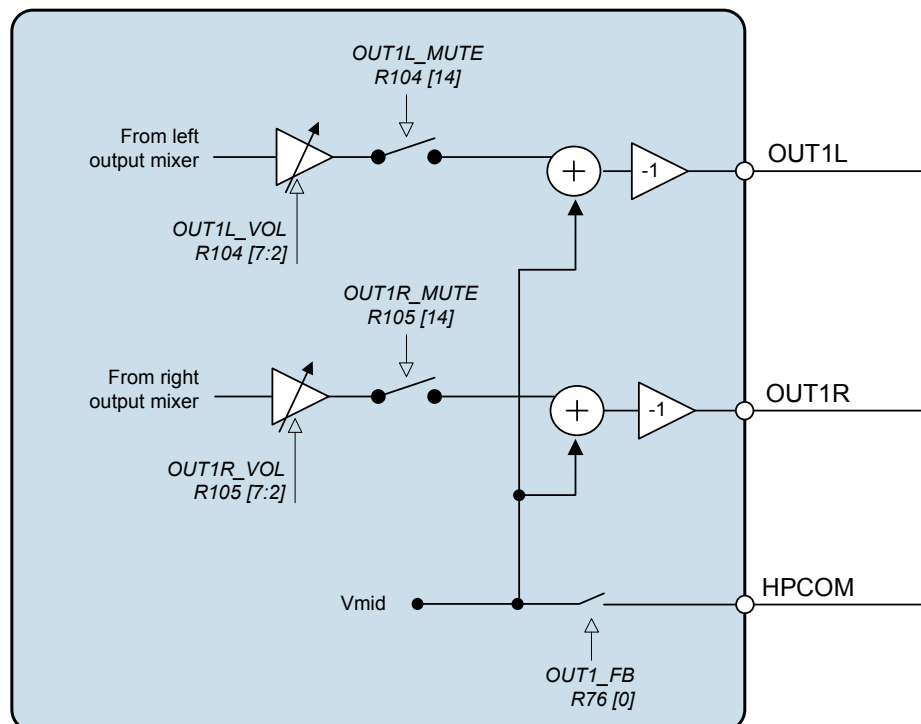 OUT1L_MUTE
R104 [14]
From left
output mixer
+
-1
OUT1L
OUT1L_VOL
R104 [7:2]
OUT1R_MUTE
R105 [14]
From right
output mixer
+
-1
OUT1R
OUT1R_VOL
R105 [7:2]
Vmid
HPCOM
OUT1_FB
R76 [0]